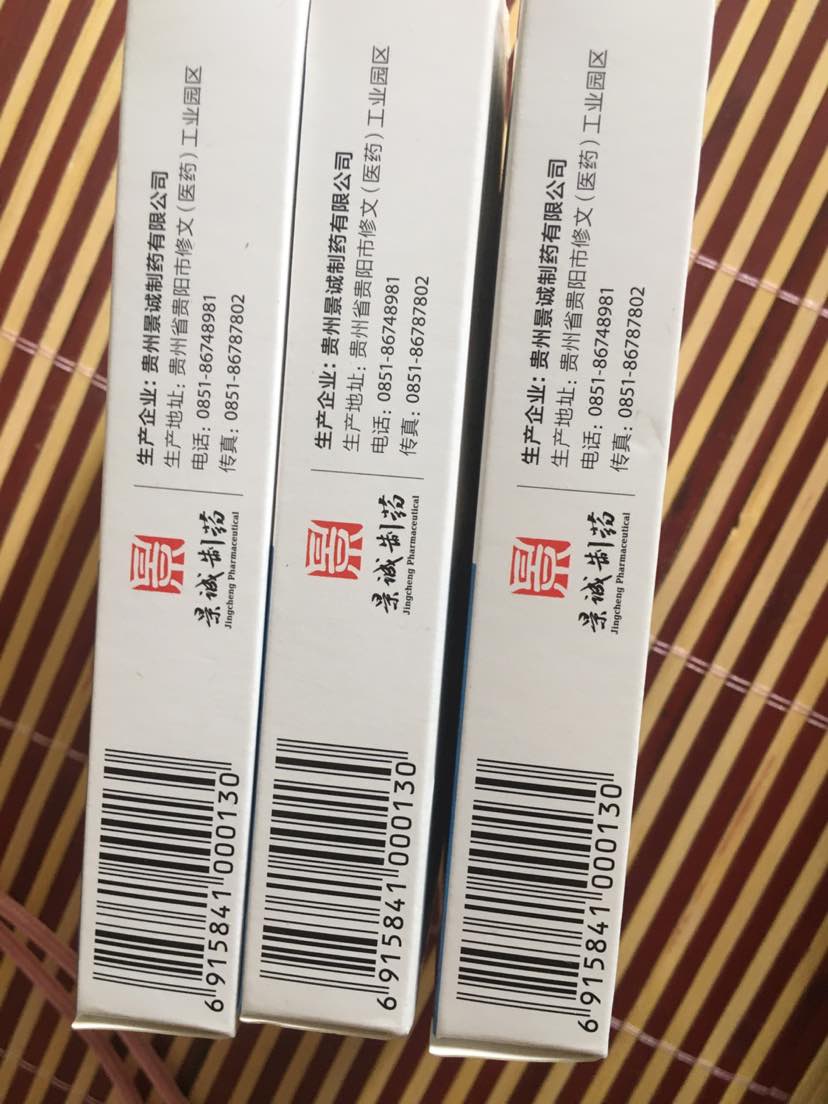 生产企业：贵州景诚制药有限公司
生产地址：贵州省贵阳市修文(医药)工业园区
电话：0851-86748981
传真：0851-86787802
景
景诚制药
Jingcheng Pharmaceutical
6 915841 000130
生产企业：贵州景诚制药有限公司
生产地址：贵州省贵阳市修文(医药)工业园区
电话：0851-86748981
传真：0851-86787802
景
景诚制药
Jingcheng Pharmaceutical
6 915841 000130
生产企业：贵州景诚制药有限公司
生产地址：贵州省贵阳市修文(医药)工业园区
电话：0851-86748981
传真：0851-86787802
景
景诚制药
Jingcheng Pharmaceutical
6 915841 000130